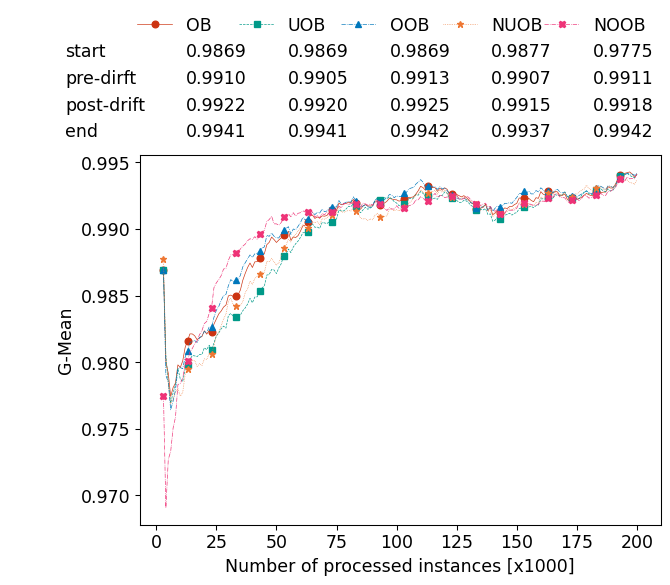 OB UOB OOB NUOB NOOB
start 0.9869 0.9869 0.9869 0.9877 0.9775
pre-dirft 0.9910 0.9905 0.9913 0.9907 0.9911
post-drift 0.9922 0.9920 0.9925 0.9915 0.9918
end 0.9941 0.9941 0.9942 0.9937 0.9942
0.995
0.990
0.985
0.980
0.975
0.970
G-Mean
0 25 50 75 100 125 150 175 200
Number of processed instances [x1000]